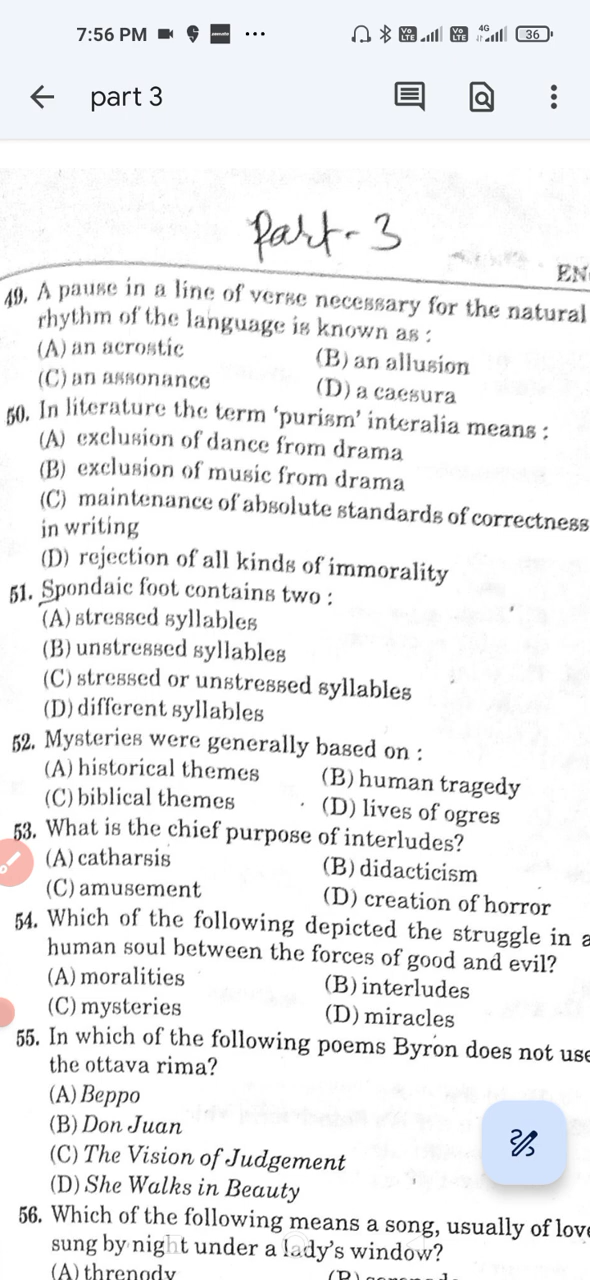 7:56 PM
4G
36
part 3
Part-3
49. A pause in a line of verse necessary for the natural
rhythm of the language is known as :
(A) an acrostic (B) an allusion
(C) an assonance (D) a caesura
50. In literature the term 'purism' interalia means :
(A) exclusion of dance from drama
(B) exclusion of music from drama
(C) maintenance of absolute standards of correctness
in writing
(D) rejection of all kinds of immorality
51. Spondaic foot contains two :
(A) stressed syllables
(B) unstressed syllables
(C) stressed or unstressed syllables
(D) different syllables
52. Mysteries were generally based on :
(A) historical themes (B) human tragedy
(C) biblical themes (D) lives of ogres
53. What is the chief purpose of interludes?
(A) catharsis (B) didacticism
(C) amusement (D) creation of horror
54. Which of the following depicted the struggle in a
human soul between the forces of good and evil?
(A) moralities (B) interludes
(C) mysteries (D) miracles
55. In which of the following poems Byron does not use
the ottava rima?
(A) Beppo
(B) Don Juan
(C) The Vision of Judgement
(D) She Walks in Beauty
56. Which of the following means a song, usually of love
sung by night under a lady's window?
(A) threnody